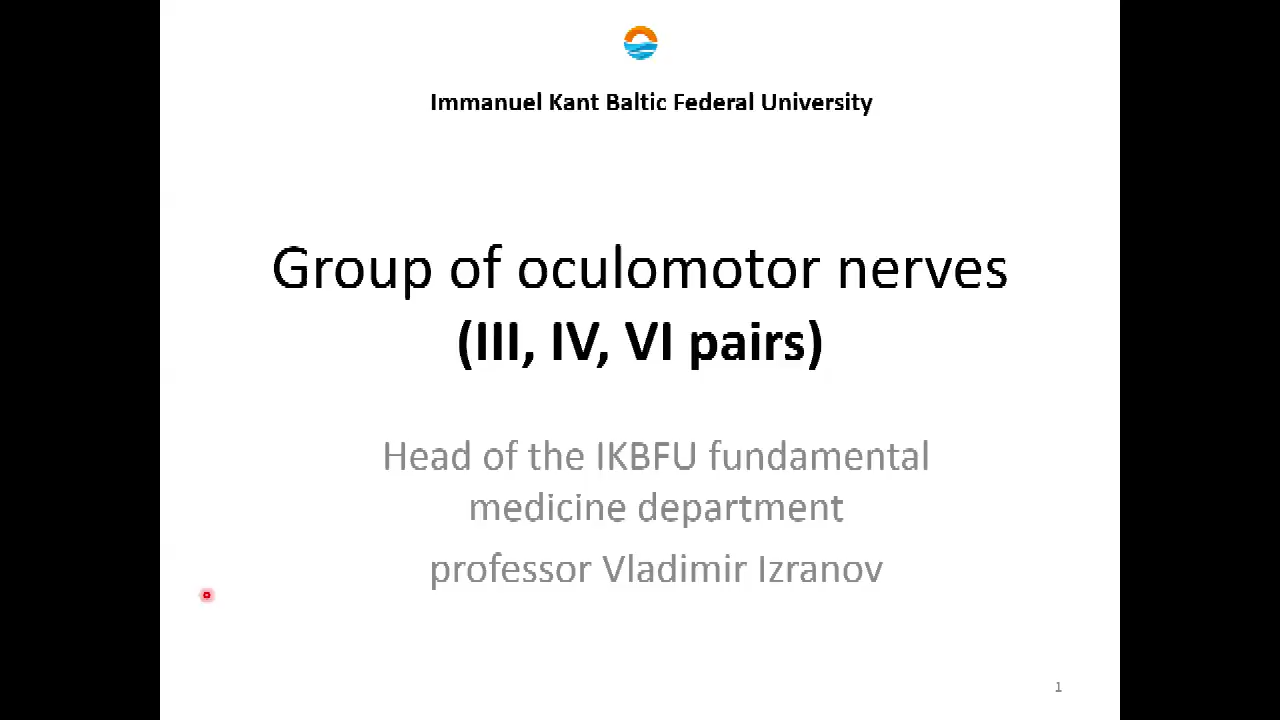 Immanuel Kant Baltic Federal University
Group of oculomotor nerves
(III, IV, VI pairs)
Head of the IKBFU fundamental
medicine department
professor Vladimir Izranov
1